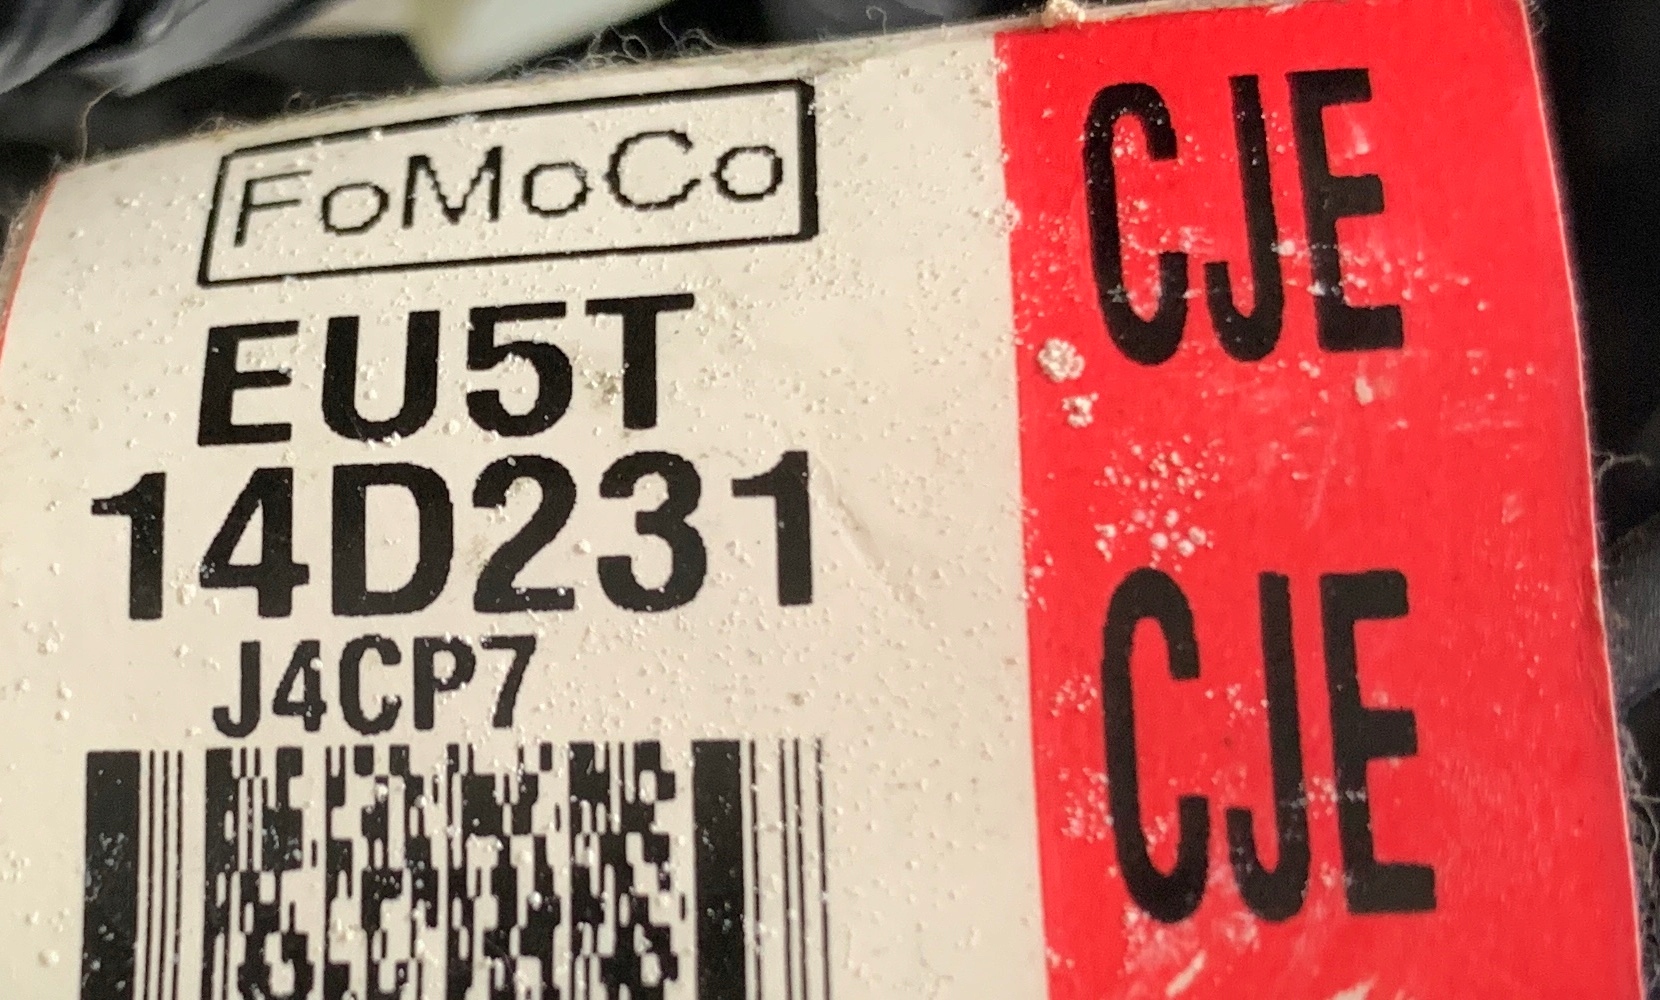 FoMoCo
EU5T
14D231
J4CP7
CJE
CJE